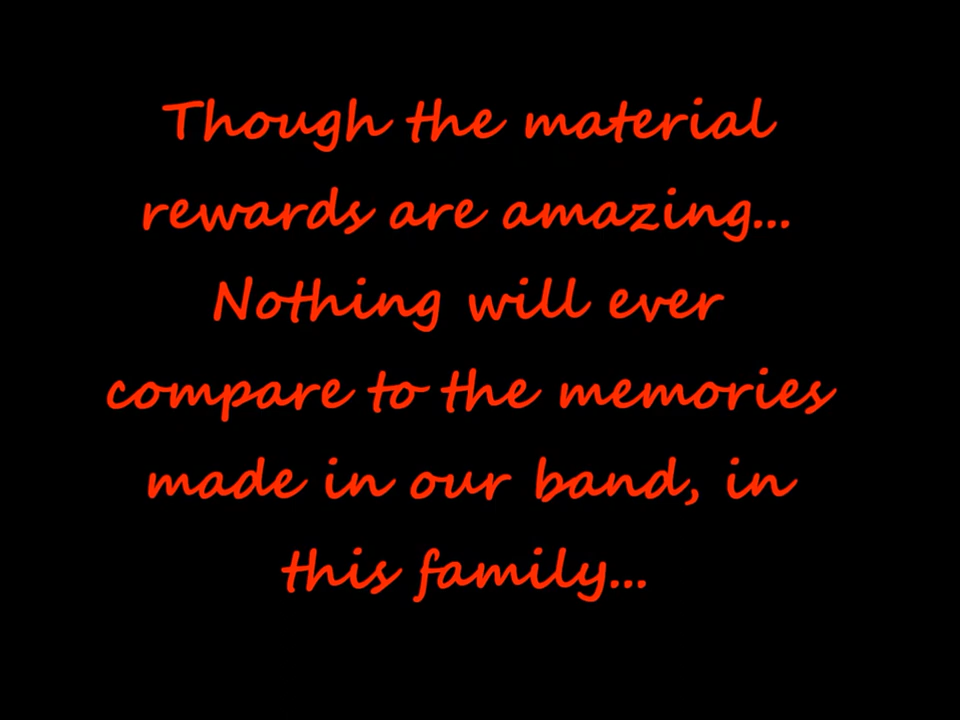 Though the material
rewards are amazing...
Nothing will ever
compare to the memories
made in our band, in
this family...